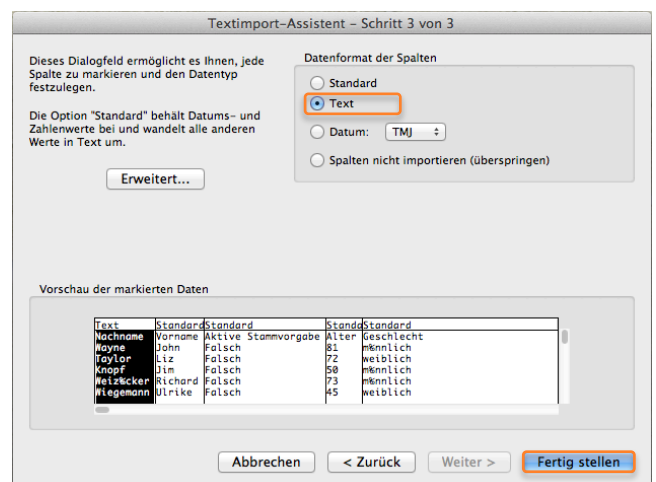 Textimport-Assistent – Schritt 3 von 3
Dieses Dialogfeld ermöglicht es Ihnen, jede
Spalte zu markieren und den Datentyp
festzulegen.
Die Option "Standard" behält Datums- und
Zahlenwerte bei und wandelt alle anderen
Werte in Text um.
Erweitert...
Datenformat der Spalten
Standard
Text
Datum: TMJ
Spalten nicht importieren (überspringen)
Vorschau der markierten Daten
Text Standard Standard Standa Standard
Nachname Vorname Aktive Stammvorgabe Alter Geschlecht
Wayne John Falsch 81 m%nnlich
Taylor Liz Falsch 72 weiblich
Knopf Jim Falsch 50 m%nnlich
Weiz%cker Richard Falsch 73 m%nnlich
Wiegemann Ulrike Falsch 45 weiblich
Abbrechen < Zurück Weiter > Fertig stellen